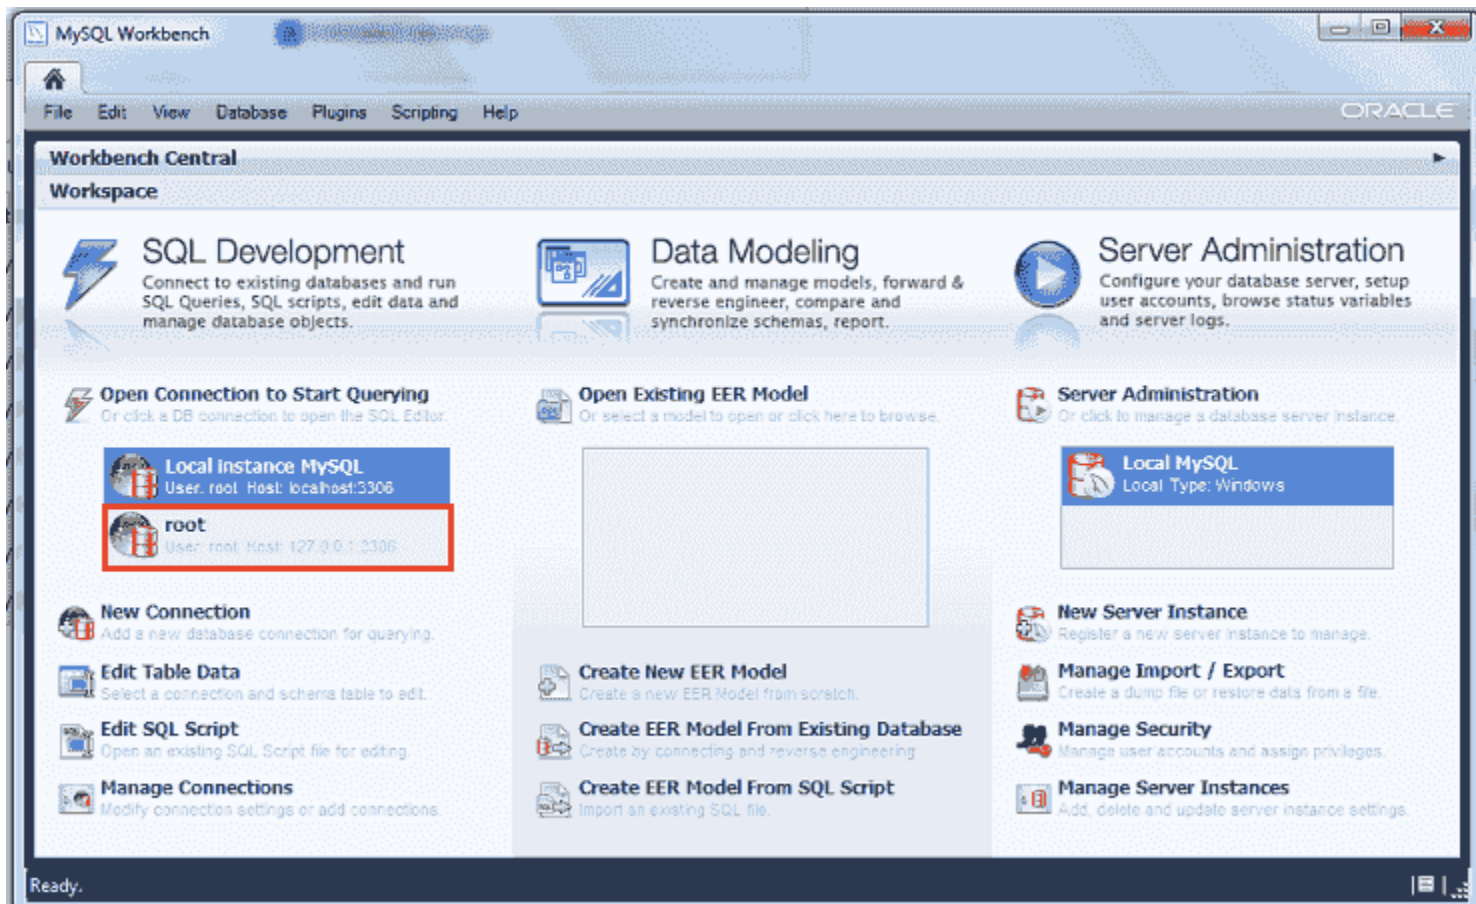 MySQL Workbench
File Edit View Database Plugins Scripting Help
ORACLE
Workbench Central
Workspace
SQL Development
Connect to existing databases and run
SQL Queries, SQL scripts, edit data and
manage database objects.
Data Modeling
Create and manage models, forward &
reverse engineer, compare and
synchronize schemas, report.
Server Administration
Configure your database server, setup
user accounts, browse status variables
and server logs.
Open Connection to Start Querying
Or click a DB connection to open the SQL Editor.
Local instance MySQL
User: root Host: localhost:3306
root
User: root Host: 127.0.0.1:3306
New Connection
Add a new database connection for querying.
Edit Table Data
Select a connection and schema table to edit.
Edit SQL Script
Open an existing SQL Script file for editing.
Manage Connections
Modify connection settings or add connections.
Open Existing EER Model
Or select a model to open or click here to browse.
Create New EER Model
Create a new EER Model from scratch.
Create EER Model From Existing Database
Create by connecting and reverse engineering
Create EER Model From SQL Script
Import an existing SQL file.
Server Administration
Or click to manage a database server instance.
Local MySQL
Local Type: Windows
New Server Instance
Register a new server instance to manage.
Manage Import / Export
Create a dump file or restore data from a file.
Manage Security
Manage user accounts and assign privileges.
Manage Server Instances
Add, delete and update server instance settings.
Ready.